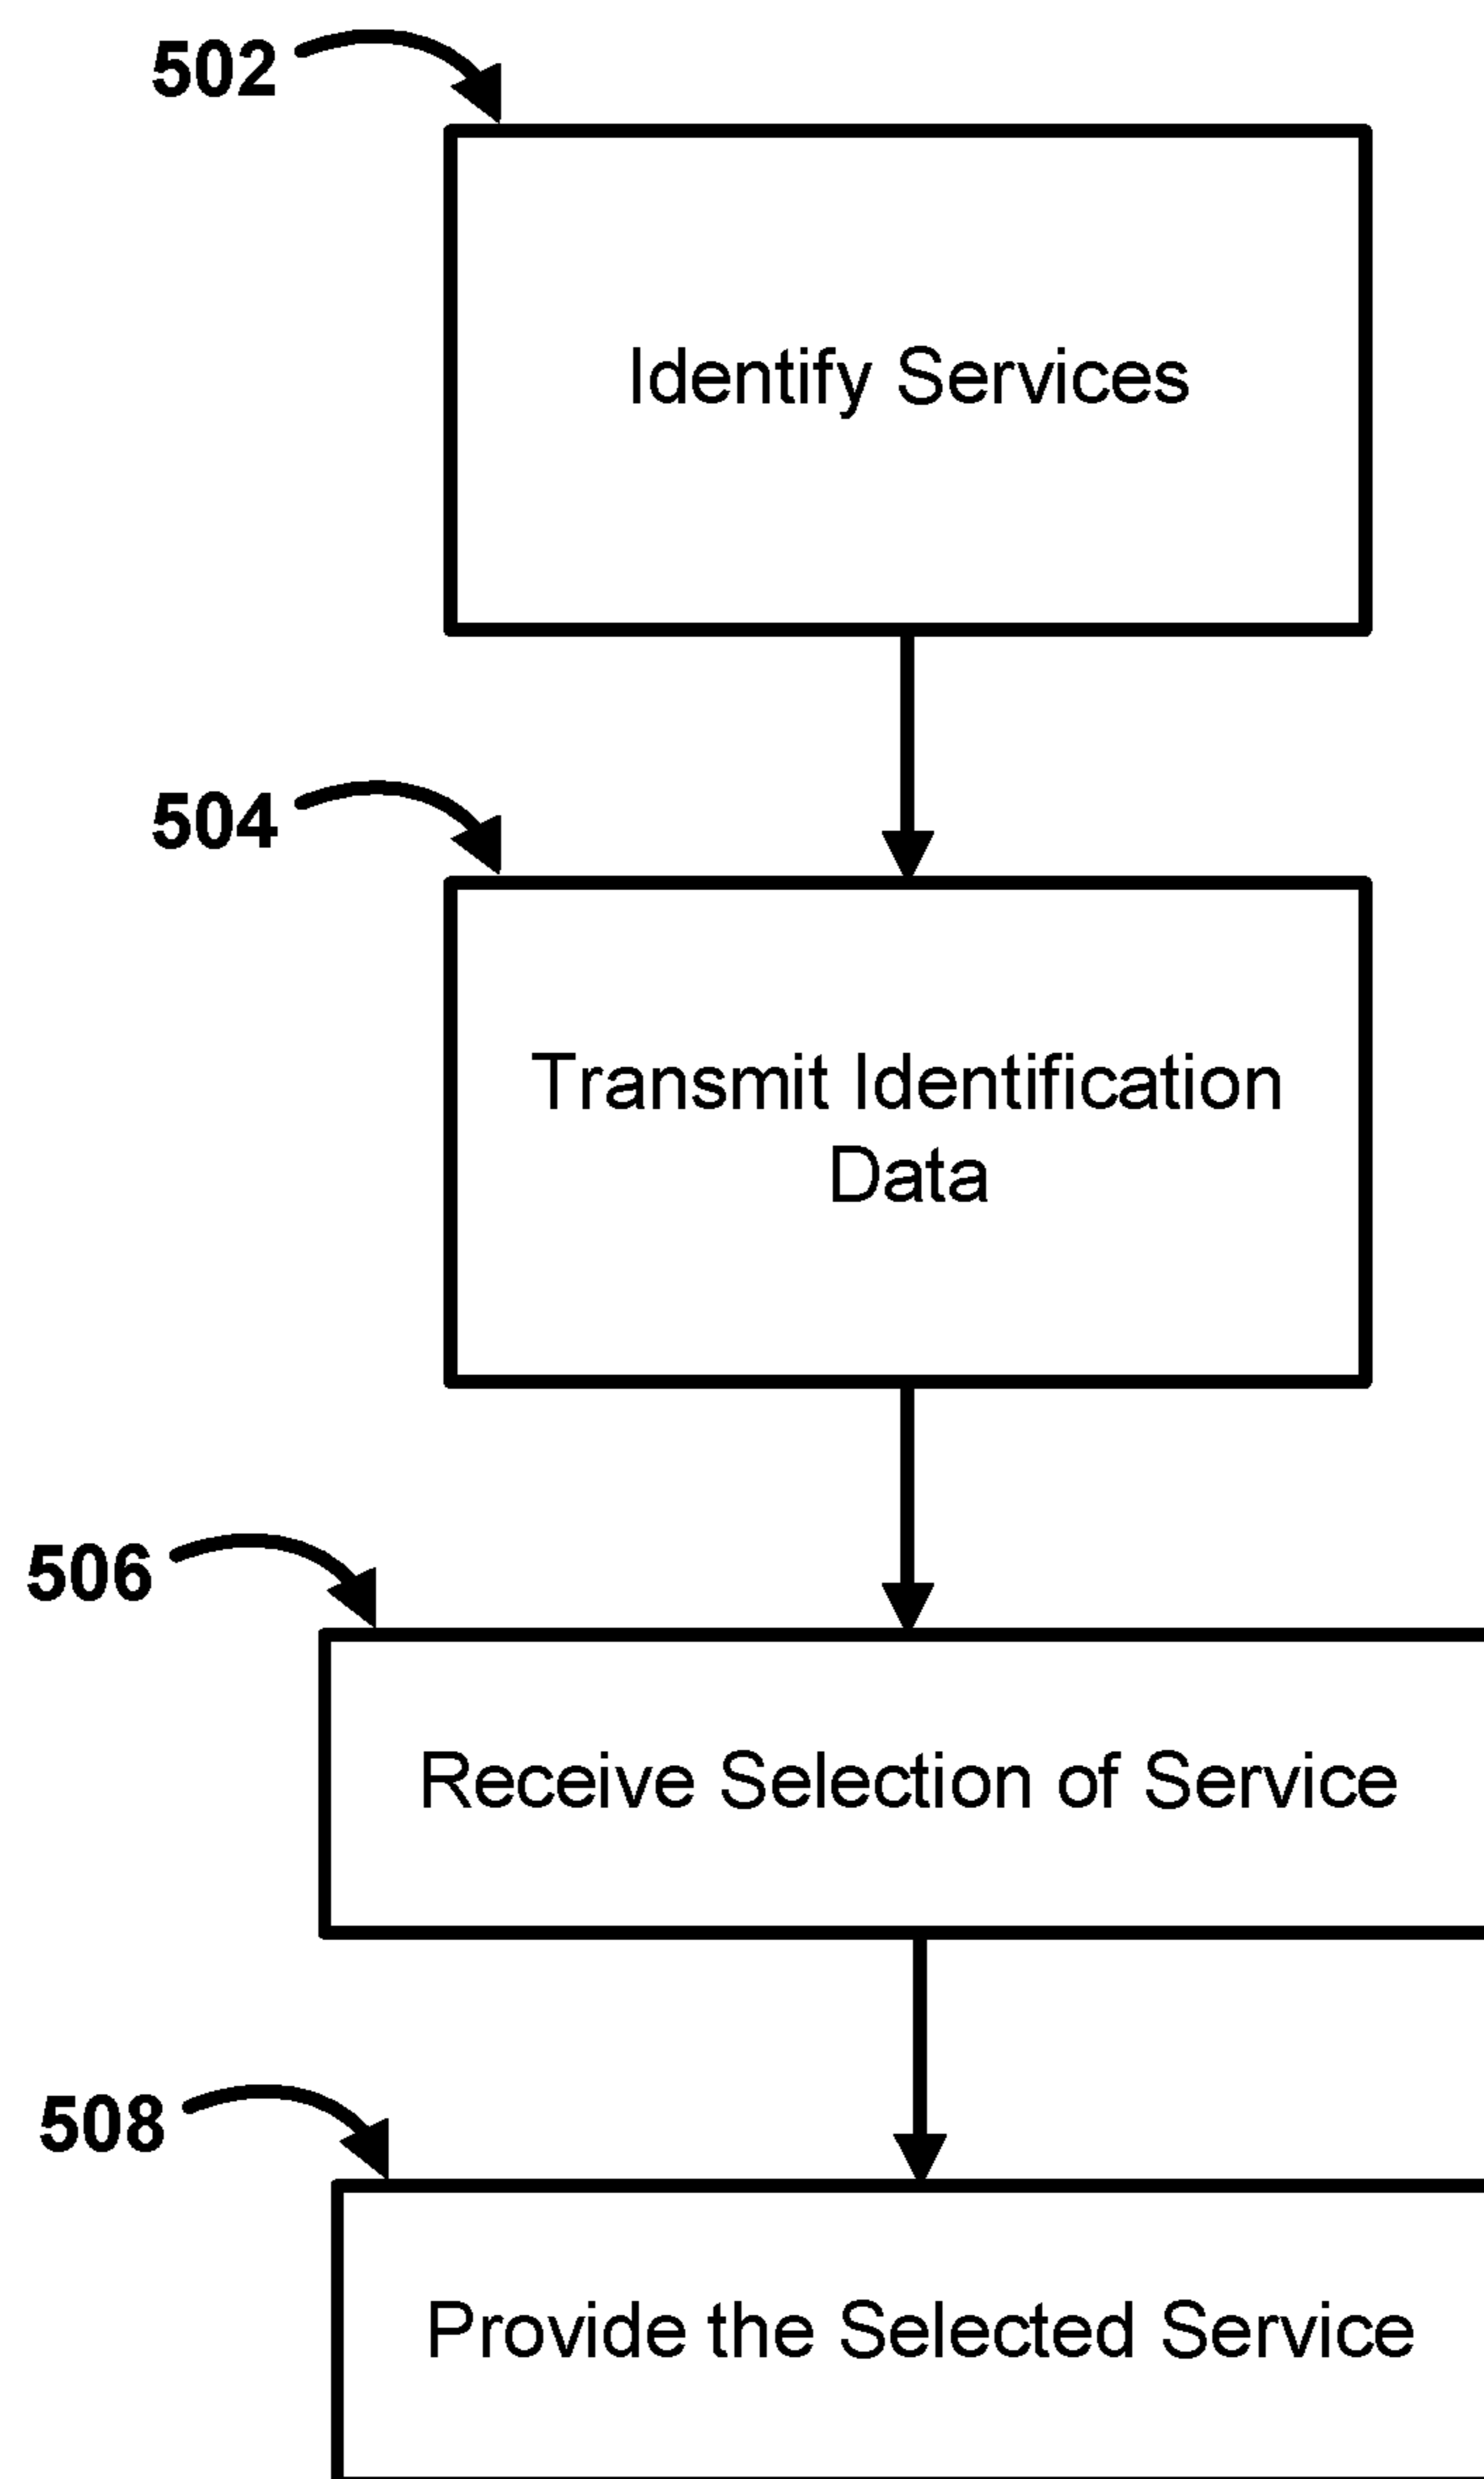 502
Identify Services
504
Transmit Identification
Data
506
Receive Selection of Service
508
Provide the Selected Service